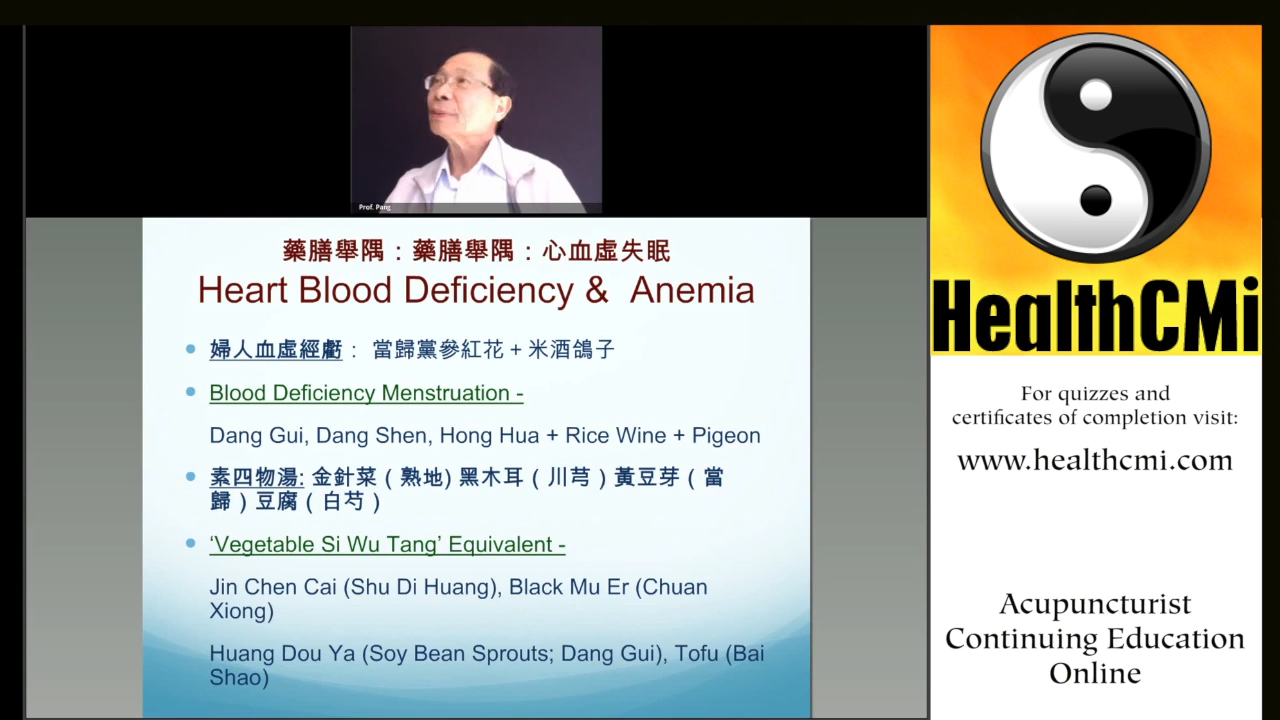 Prof. Pang
藥膳舉隅：藥膳舉隅：心血虛失眠
Heart Blood Deficiency & Anemia
婦人血虛經虧： 當歸黨參紅花 + 米酒鴿子
Blood Deficiency Menstruation -
Dang Gui, Dang Shen, Hong Hua + Rice Wine + Pigeon
素四物湯: 金針菜 ( 熟地) 黑木耳 ( 川芎 ) 黃豆芽 ( 當
歸 ) 豆腐 ( 白芍 )
‘Vegetable Si Wu Tang’ Equivalent -
Jin Chen Cai (Shu Di Huang), Black Mu Er (Chuan
Xiong)
Huang Dou Ya (Soy Bean Sprouts; Dang Gui), Tofu (Bai
Shao)
HealthCMi
For quizzes and
certificates of completion visit:
www.healthcmi.com
Acupuncturist
Continuing Education
Online